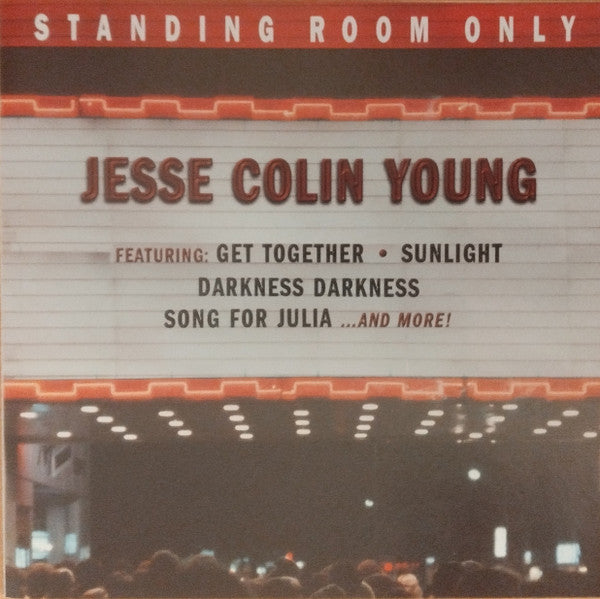 STANDING ROOM ONLY
JESSE COLIN YOUNG
FEATURING: GET TOGETHER • SUNLIGHT
DARKNESS DARKNESS
SONG FOR JULIA ...AND MORE!